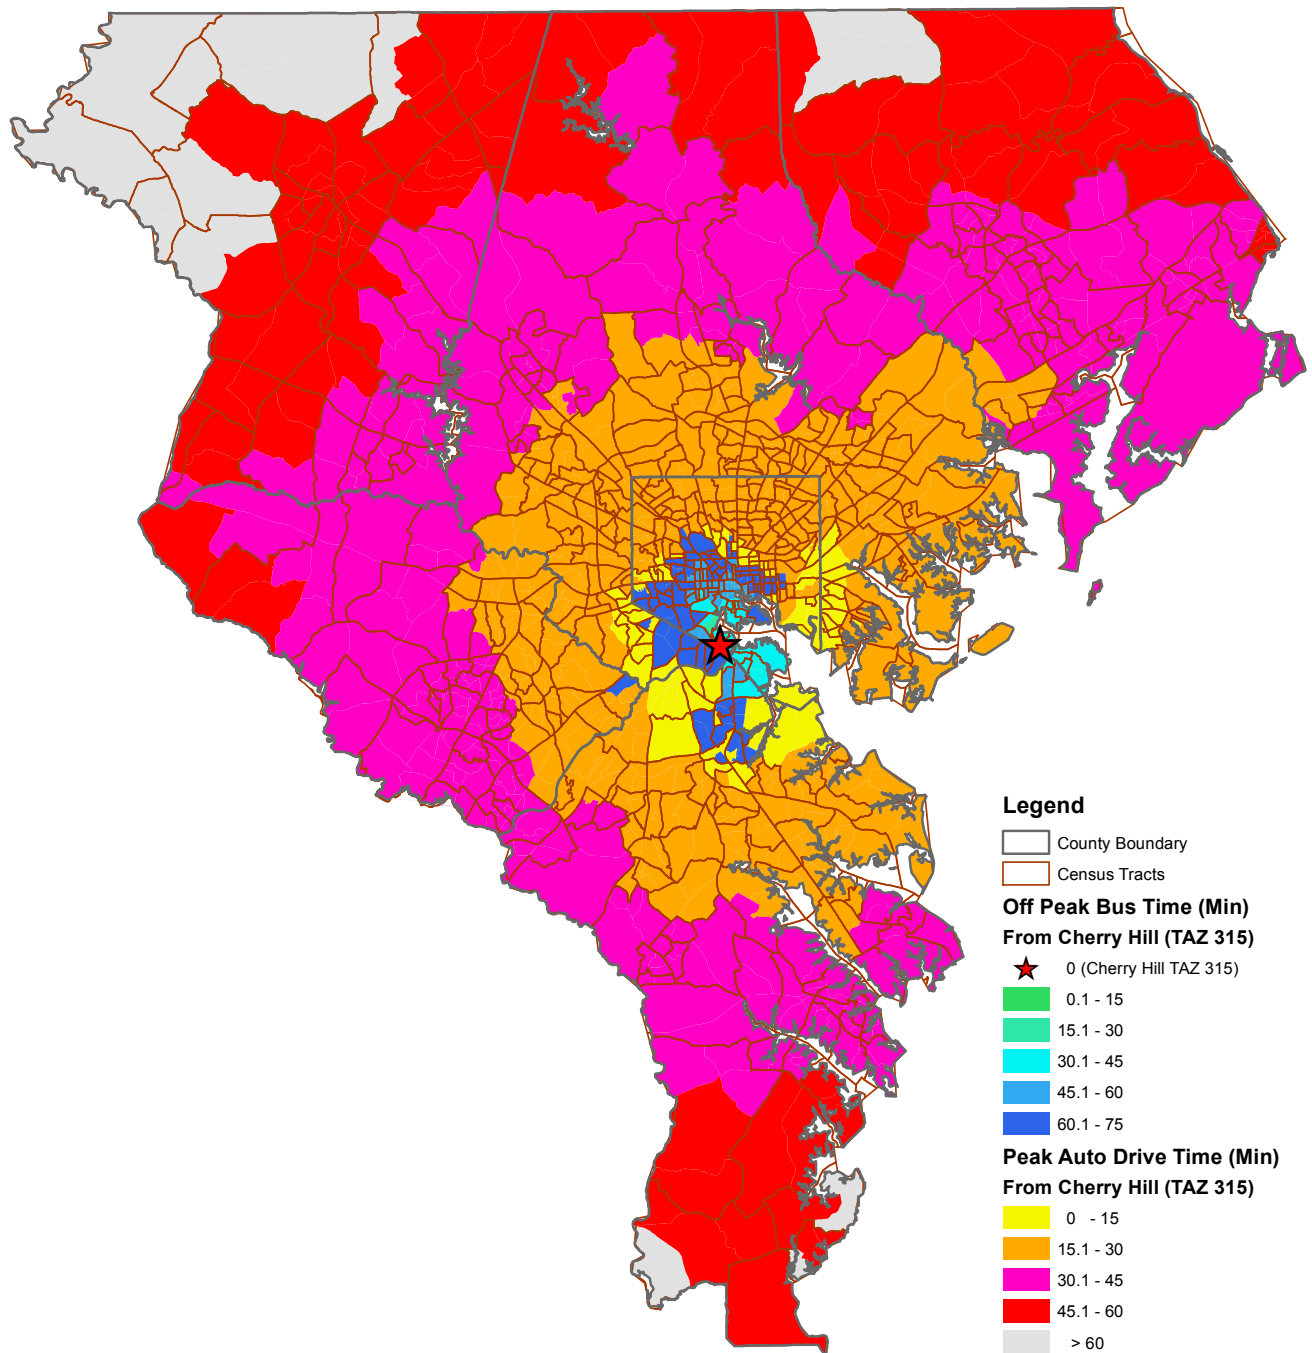 Legend
County Boundary
Census Tracts
Off Peak Bus Time (Min)
From Cherry Hill (TAZ 315)
0 (Cherry Hill TAZ 315)
0.1 - 15
15.1 - 30
30.1 - 45
45.1 - 60
60.1 - 75
Peak Auto Drive Time (Min)
From Cherry Hill (TAZ 315)
0 - 15
15.1 - 30
30.1 - 45
45.1 - 60
> 60